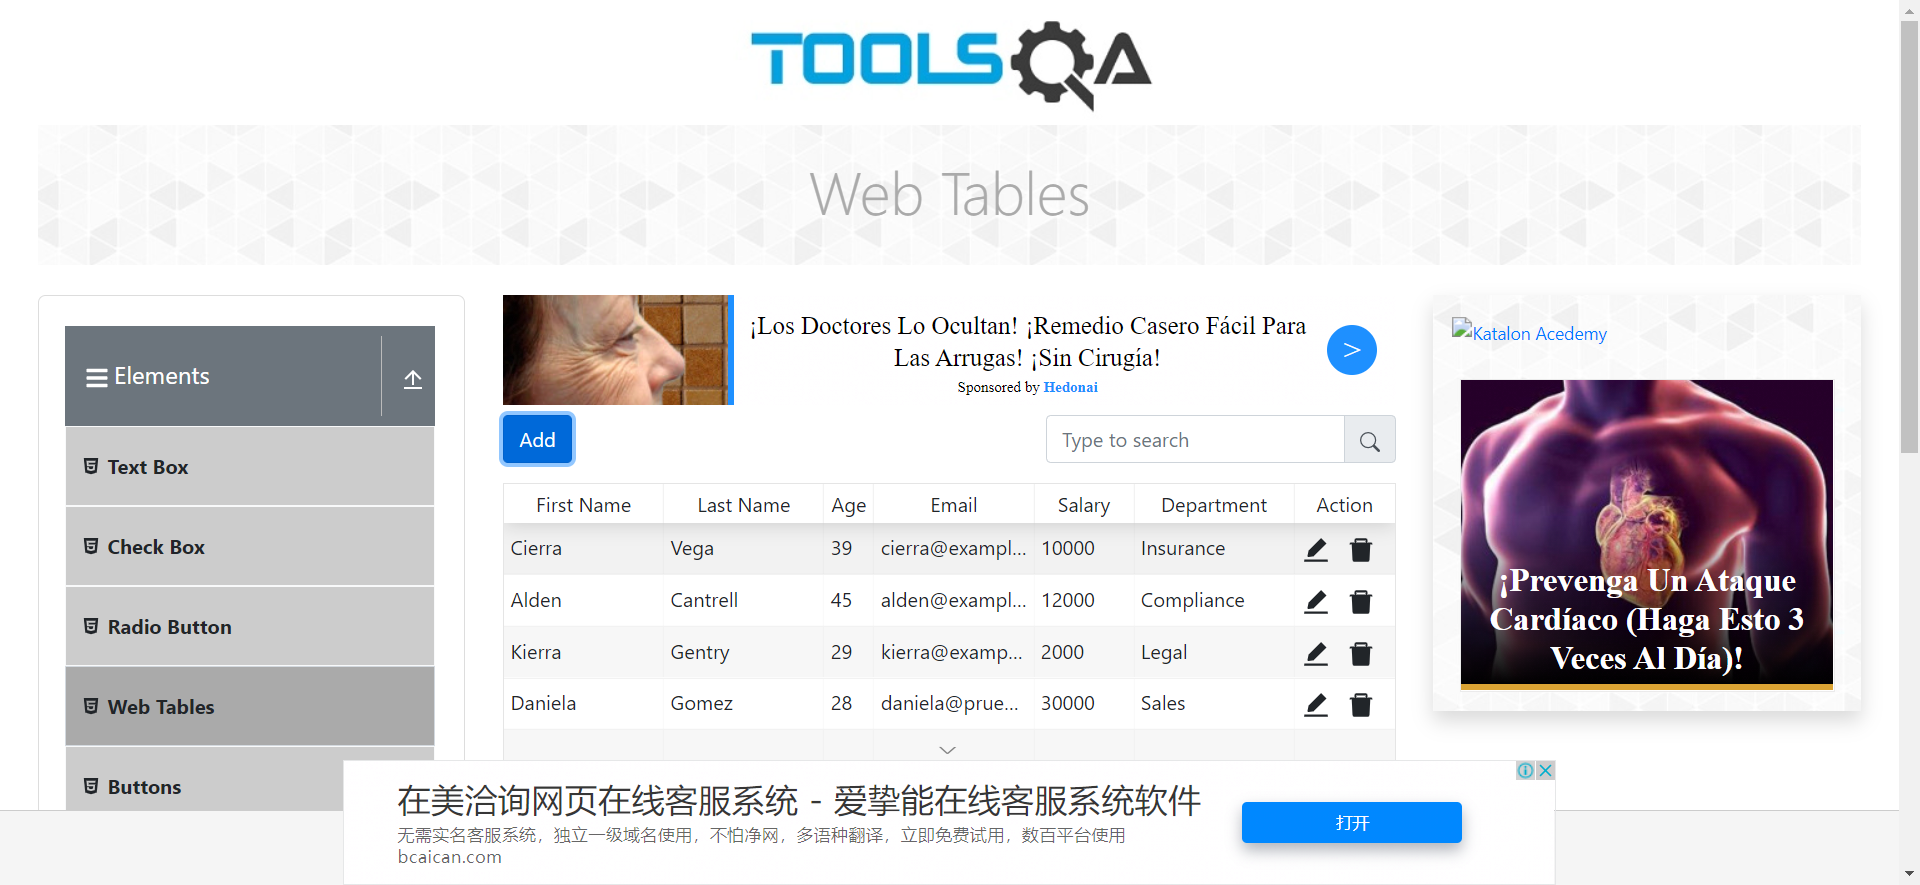 TOOLSQA
Web Tables
Elements
Text Box
Check Box
Radio Button
Web Tables
Buttons
¡Los Doctores Lo Ocultan! ¡Remedio Casero Fácil Para
Las Arrugas! ¡Sin Cirugía!
Sponsored by Hedonai
>
Add
Type to search
First Name Last Name Age Email Salary Department Action
Cierra Vega 39 cierra@exampl... 10000 Insurance
Alden Cantrell 45 alden@exampl... 12000 Compliance
Kierra Gentry 29 kierra@examp... 2000 Legal
Daniela Gomez 28 daniela@prue... 30000 Sales
Katalon Acedemy
¡Prevenga Un Ataque
Cardíaco (Haga Esto 3
Veces Al Día)!
在美洽询网页在线客服系统 - 爱挚能在线客服系统软件
无需实名客服系统，独立一级域名使用，不怕净网，多语种翻译，立即免费试用，数百平台使用
bcaican.com
打开